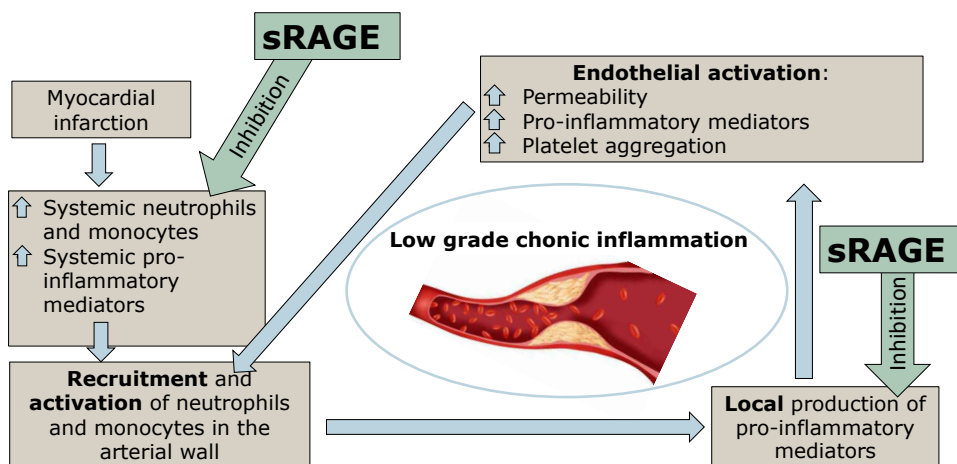 sRAGE
Inhibition
Myocardial
infarction
Systemic neutrophils
and monocytes
Systemic pro-
inflammatory
mediators
Recruitment and
activation of neutrophils
and monocytes in the
arterial wall
Endothelial activation:
Permeability
Pro-inflammatory mediators
Platelet aggregation
Low grade chonic inflammation
sRAGE
Inhibition
Local production of
pro-inflammatory
mediators